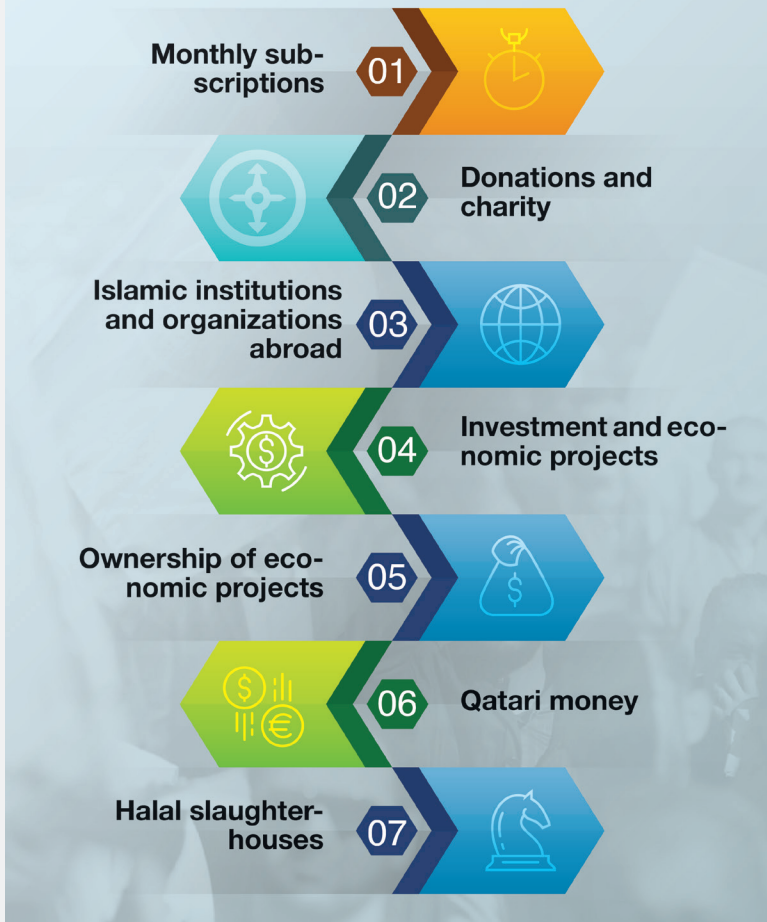 Monthly sub-
scriptions
01
02
Donations and
charity
Islamic institutions
and organizations
abroad
03
$
04
Investment and eco-
nomic projects
Ownership of eco-
nomic projects
05
$
$
€
06
Qatari money
Halal slaughter-
houses
07